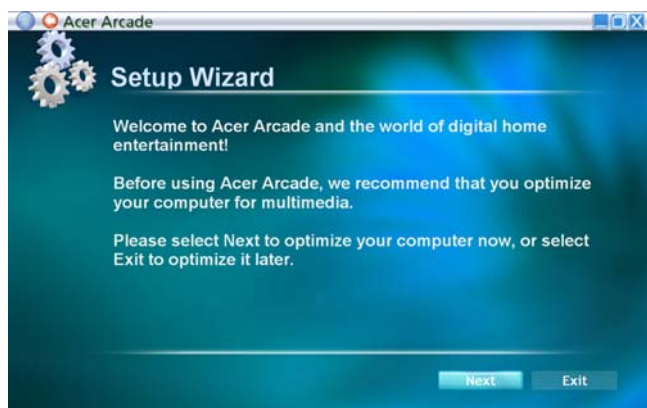 Acer Arcade
Setup Wizard
Welcome to Acer Arcade and the world of digital home
entertainment!
Before using Acer Arcade, we recommend that you optimize
your computer for multimedia.
Please select Next to optimize your computer now, or select
Exit to optimize it later.
Next Exit